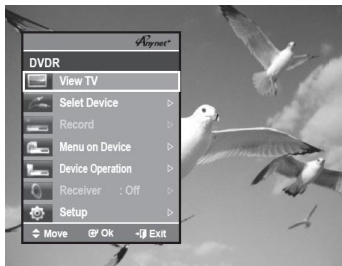 Anynet+
DVDR
View TV
Selet Device
Record
Menu on Device
Device Operation
Receiver : Off
Setup
Move Ok Exit